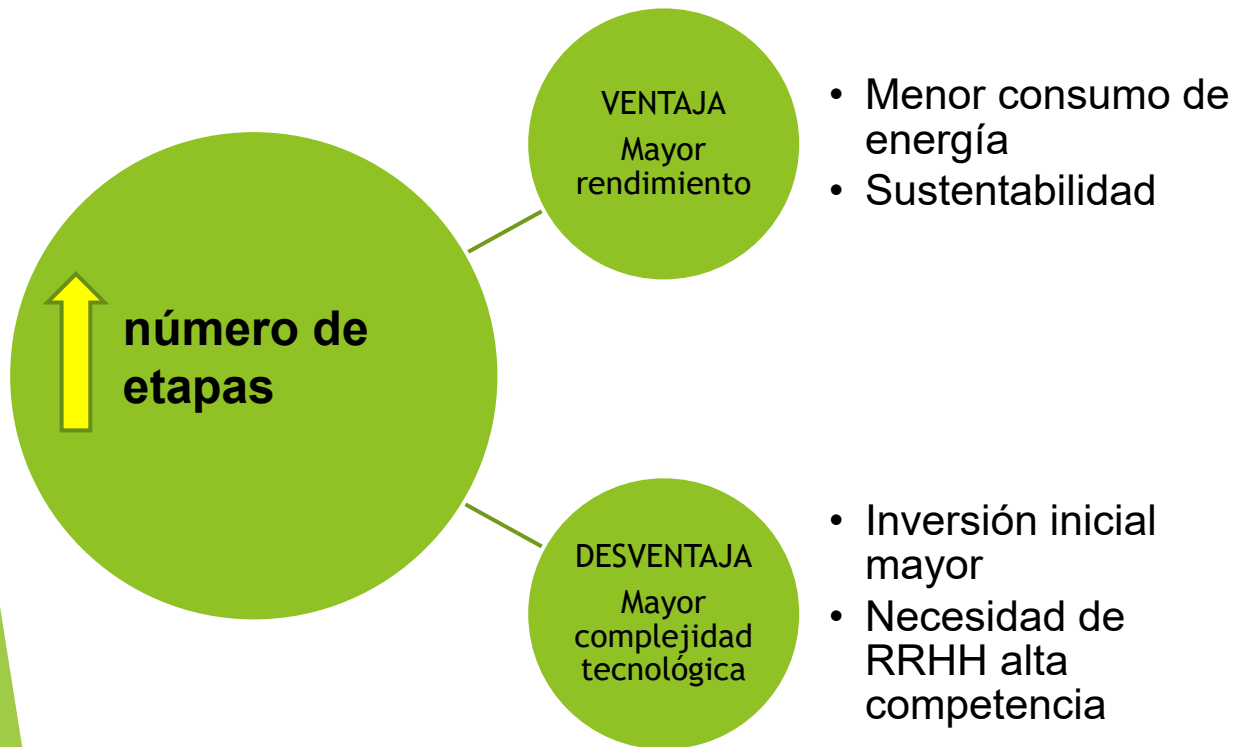 número de
etapas
VENTAJA
Mayor
rendimiento
• Menor consumo de
energía
• Sustentabilidad
DESVENTAJA
Mayor
complejidad
tecnológica
• Inversión inicial
mayor
• Necesidad de
RRHH alta
competencia